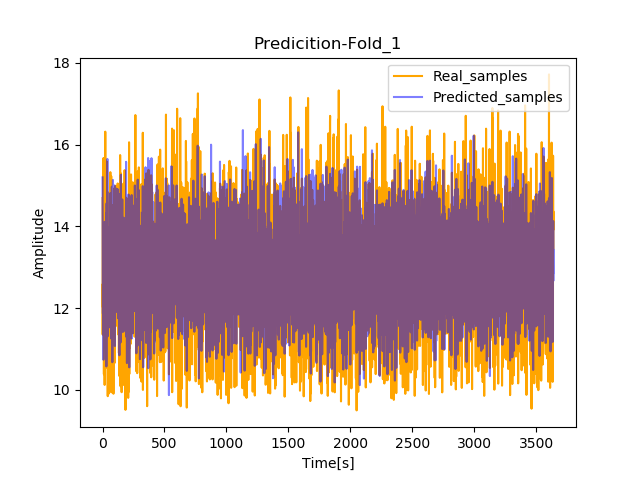 Predicition-Fold_1
Real_samples
Predicted_samples
Amplitude
18
16
14
12
10
0 500 1000 1500 2000 2500 3000 3500
Time[s]